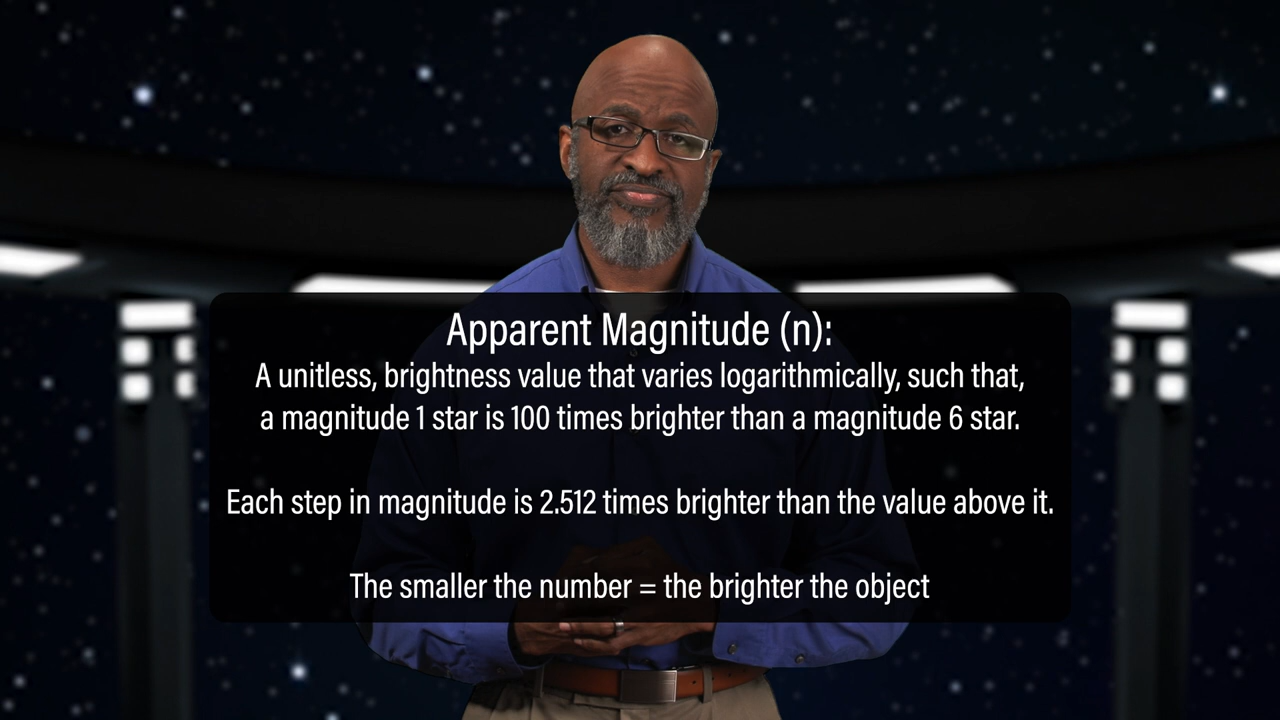 Apparent Magnitude (n):
A unitless, brightness value that varies logarithmically, such that,
a magnitude 1 star is 100 times brighter than a magnitude 6 star.
Each step in magnitude is 2.512 times brighter than the value above it.
The smaller the number = the brighter the object